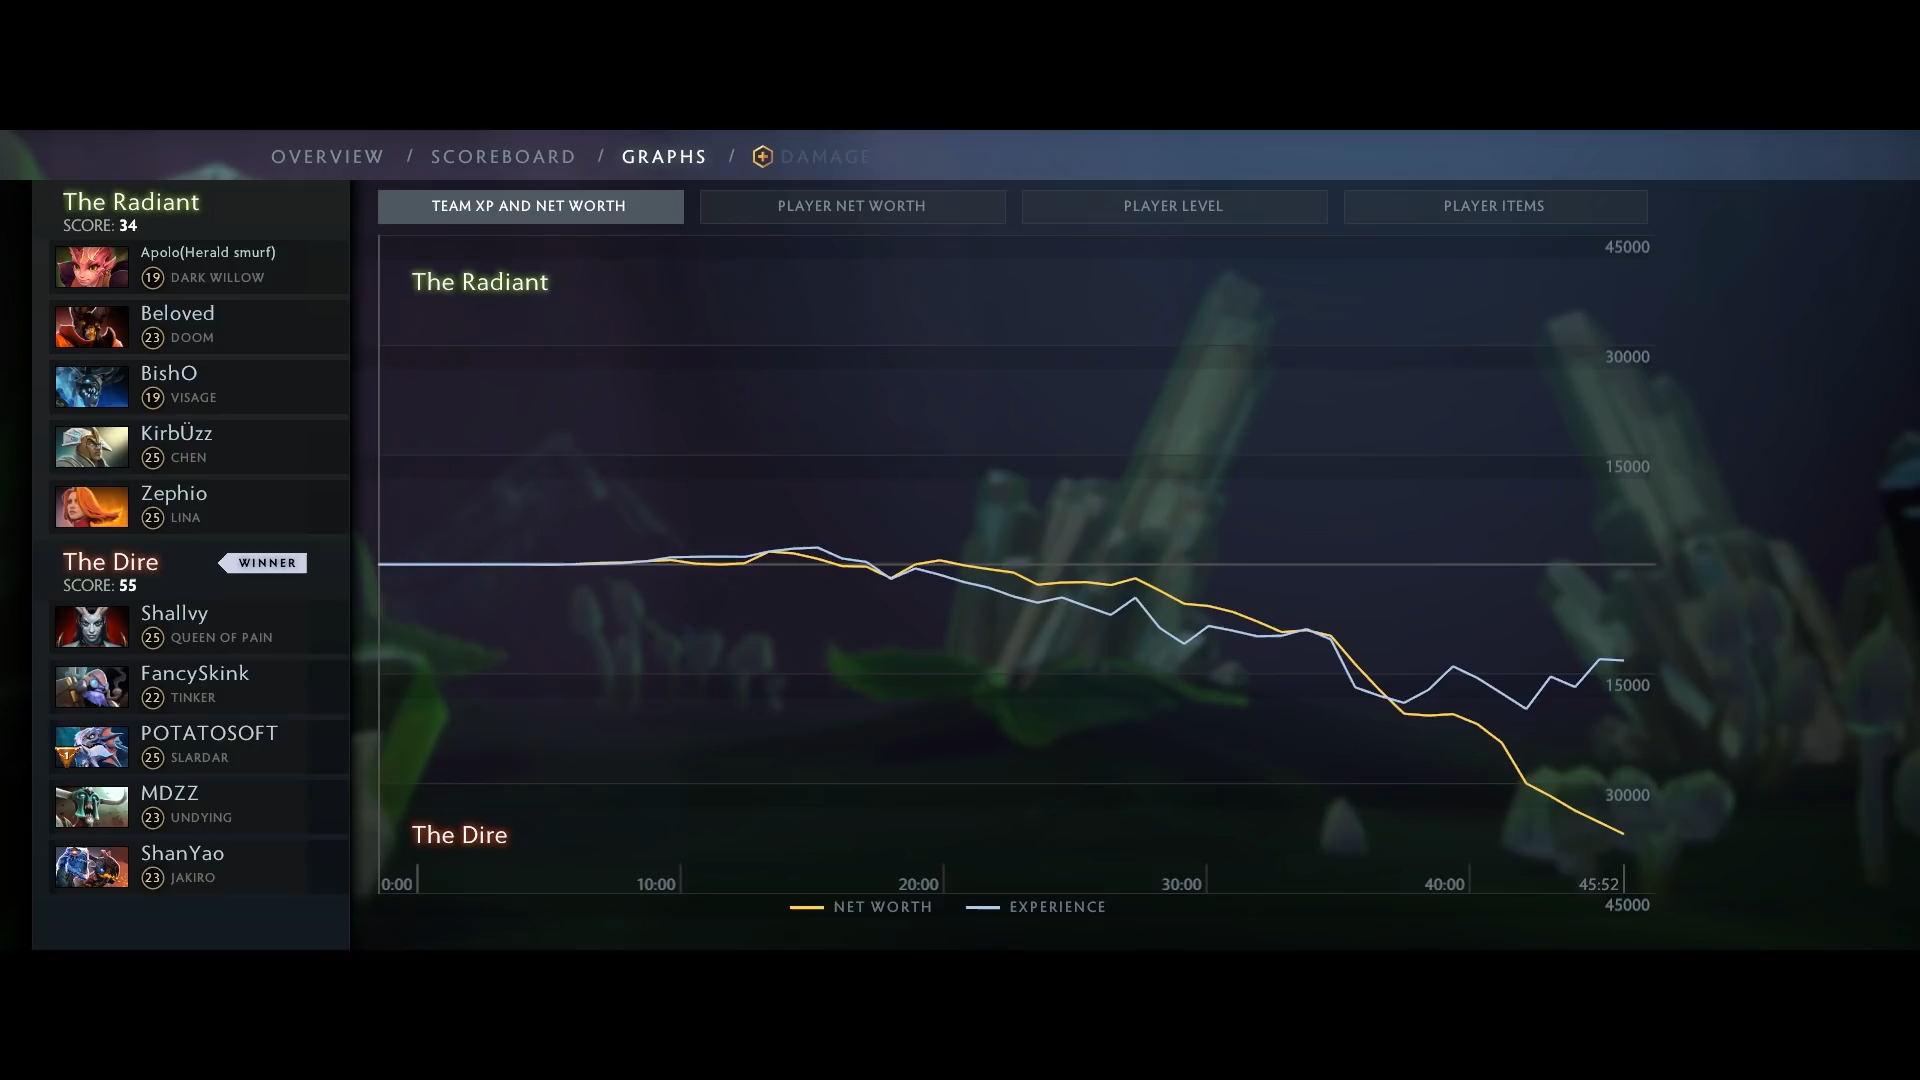 OVERVIEW / SCOREBOARD / GRAPHS / DAMAGE
The Radiant
SCORE: 34
Apolo(Herald smurf)
19 DARK WILLOW
Beloved
23 DOOM
BishO
19 VISAGE
KirbÜzz
25 CHEN
Zephio
25 LINA
The Dire
WINNER
SCORE: 55
Shallvy
25 QUEEN OF PAIN
FancySkink
22 TINKER
POTATOSOFT
1
25 SLARDAR
MDZZ
23 UNDYING
ShanYao
23 JAKIRO
TEAM XP AND NET WORTH
PLAYER NET WORTH
PLAYER LEVEL
PLAYER ITEMS
45000
The Radiant
30000
15000
15000
30000
The Dire
0:00
10:00
20:00
30:00
40:00
45:52
45000
NET WORTH
EXPERIENCE